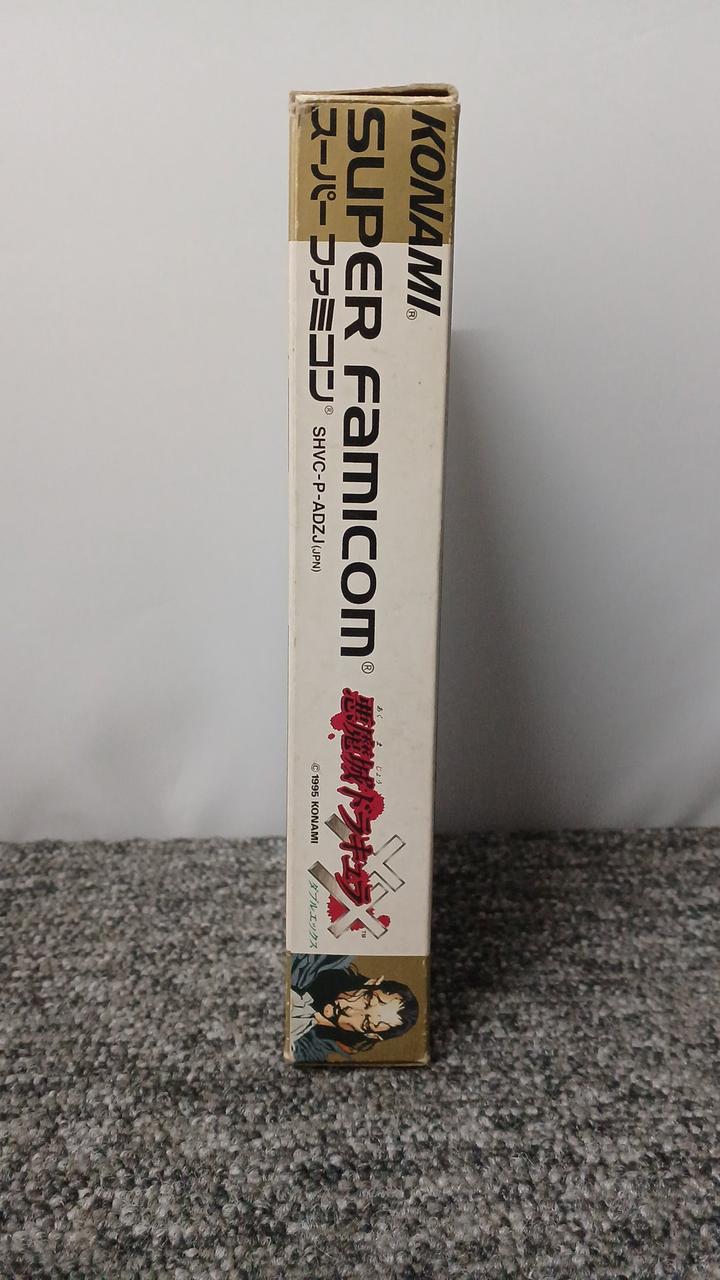 KONAMI®
SUPER FAMICOM®
スーパー ファミコン®
SHVC-P-ADZJ(JPN)
あく ま じょう
悪魔城ドラキュラXX™
ダブルエックス
© 1995 KONAMI